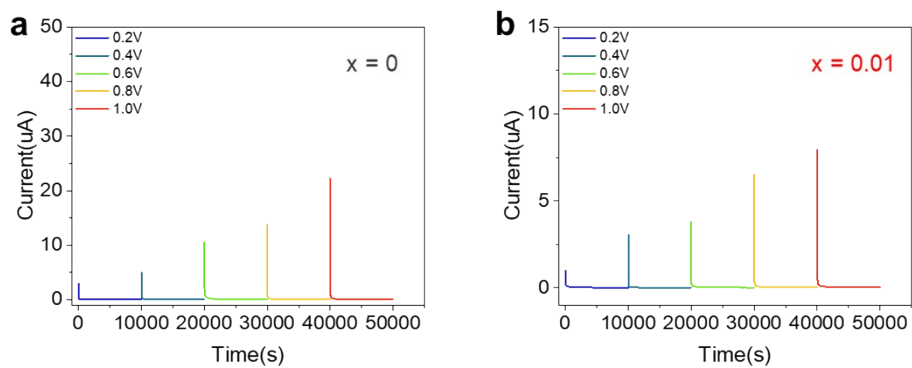 a
50
40
30
20
10
0
Current(uA)
0.2V
0.4V
0.6V
0.8V
1.0V
x = 0
0 10000 20000 30000 40000 50000
Time(s)
b
15
10
5
0
Current(uA)
0.2V
0.4V
0.6V
0.8V
1.0V
x = 0.01
0 10000 20000 30000 40000 50000
Time(s)